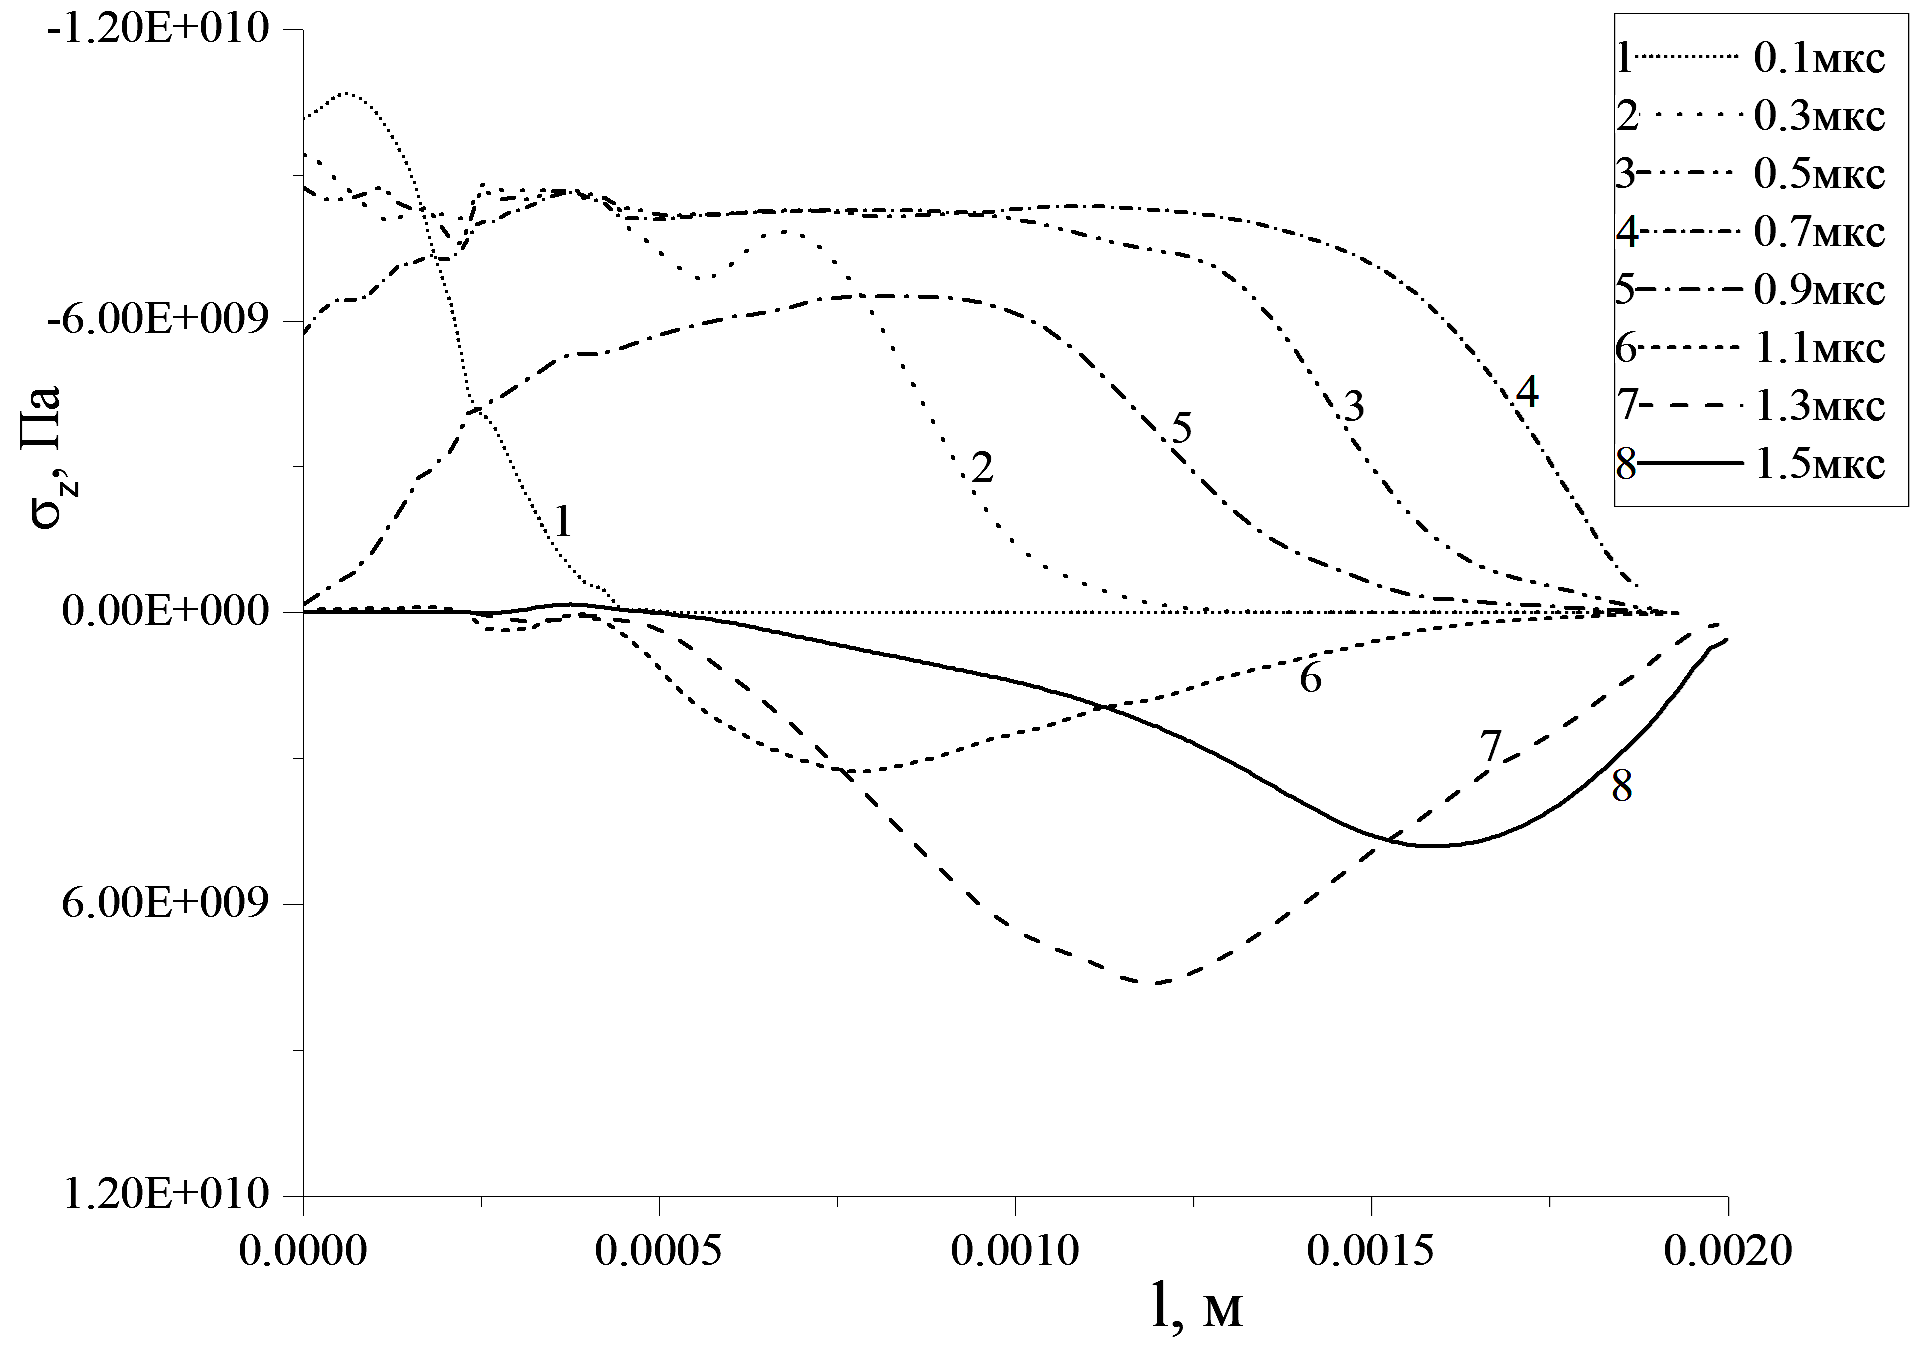 -1.20E+010
-6.00E+009
0.00E+000
6.00E+009
1.20E+010
σz, Па
0.0000 0.0005 0.0010 0.0015 0.0020
l, м
1 0.1мкс
2 0.3мкс
3 0.5мкс
4 0.7мкс
5 0.9мкс
6 1.1мкс
7 1.3мкс
8 1.5мкс
1
2
3
4
5
6
7
8